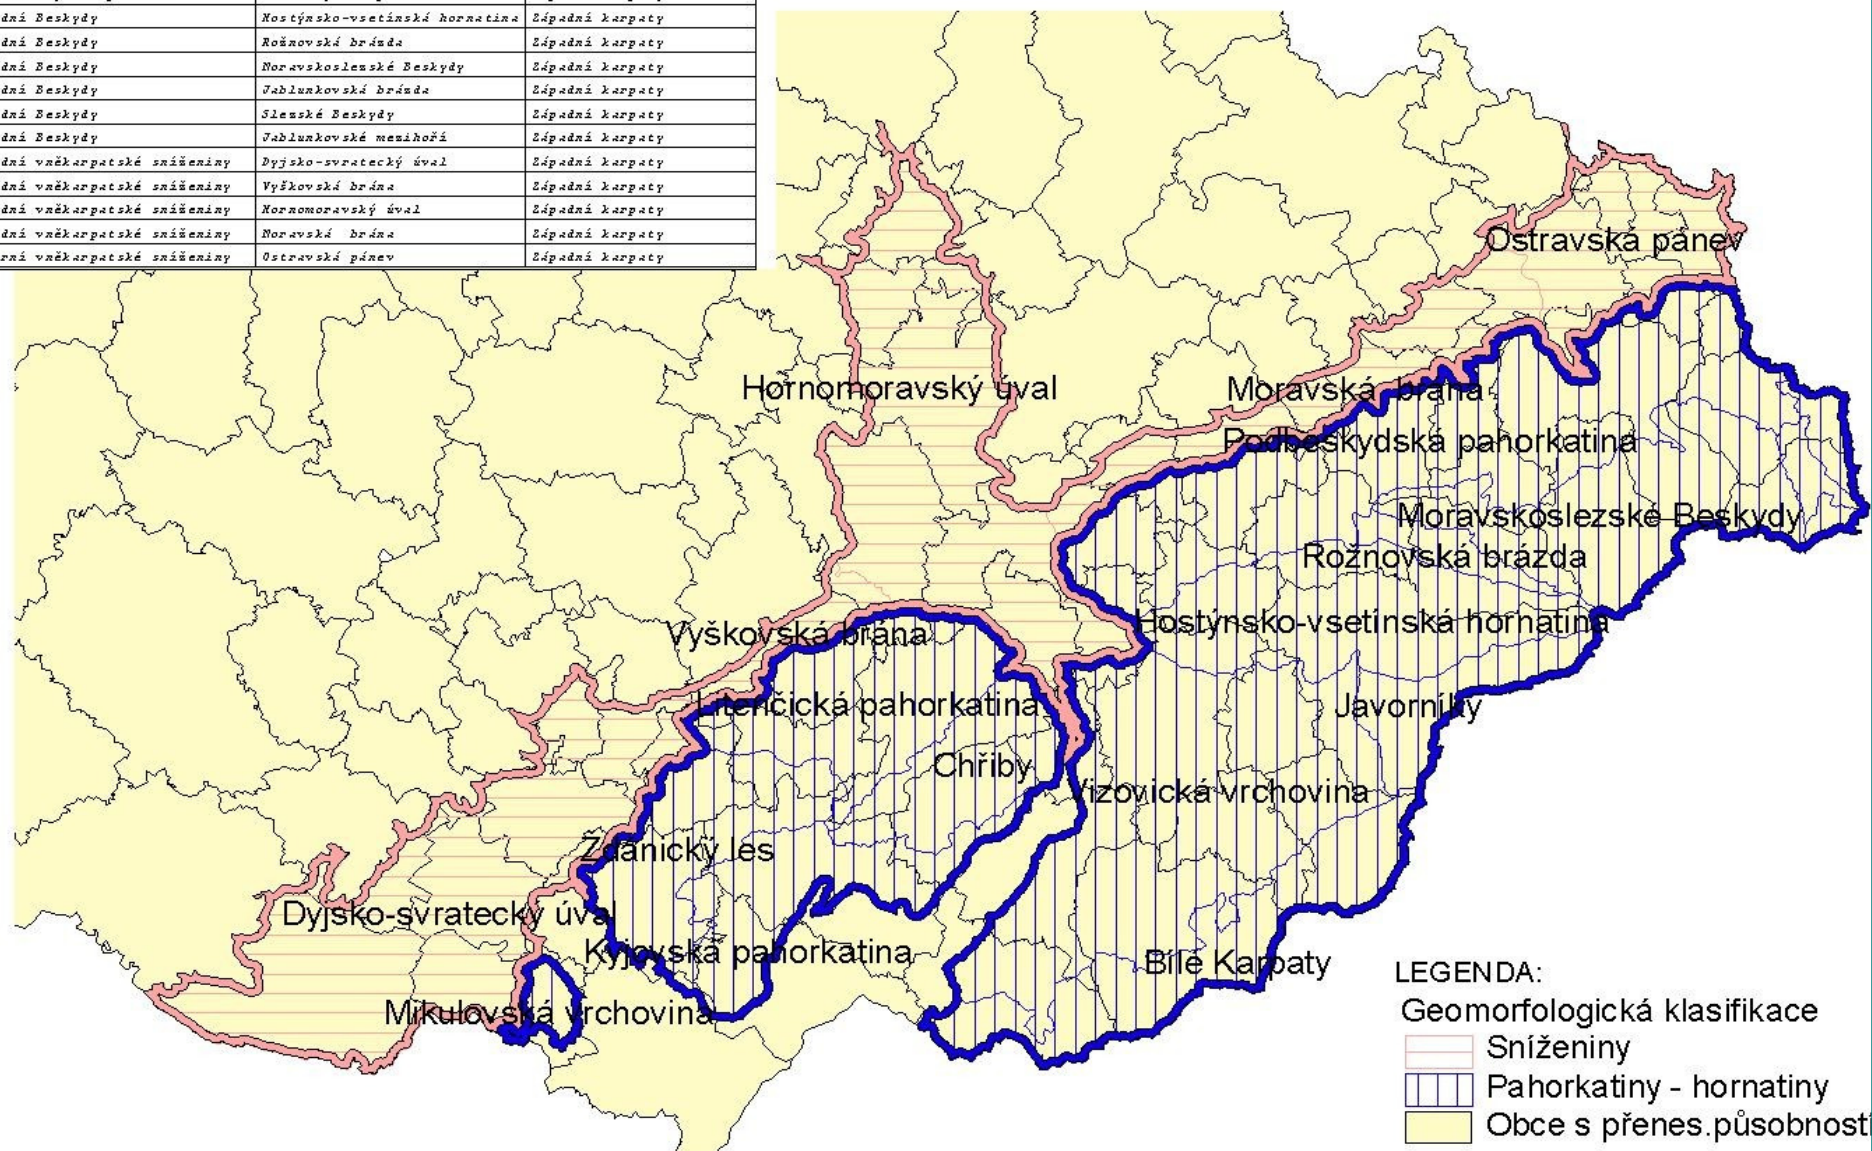 dní Beskydy Hostýnsko-vsetínská hornatina Západní karpaty
dní Beskydy Rožnovská brázda Západní karpaty
dní Beskydy Moravskoslezské Beskydy Západní karpaty
dní Beskydy Jablunkovská brázda Západní karpaty
dní Beskydy Slezské Beskydy Západní karpaty
dní Beskydy Jablunkovské mezihoří Západní karpaty
dní vněkarpatské sníženiny Dyjsko-svratecký úval Západní karpaty
dní vněkarpatské sníženiny Vyškovská brána Západní karpaty
dní vněkarpatské sníženiny Hornomoravský úval Západní karpaty
dní vněkarpatské sníženiny Moravská brána Západní karpaty
rní vněkarpatské sníženiny Ostravská pánev Západní karpaty
Ostravská pánev
Hornomoravský úval
Moravská brána
Podbeskydská pahorkatina
Moravskoslezské Beskydy
Rožnovská brázda
Hostýnsko-vsetínská hornatina
Vyškovská brána
Litenčická pahorkatina
Javorníky
Chřiby
Vizovická vrchovina
Ždánický les
Dyjsko-svratecký úval
Kyjovská pahorkatina
Bílé Karpaty
Mikulovská vrchovina
LEGENDA:
Geomorfologická klasifikace
Sníženiny
Pahorkatiny - hornatiny
Obce s přenes.působností